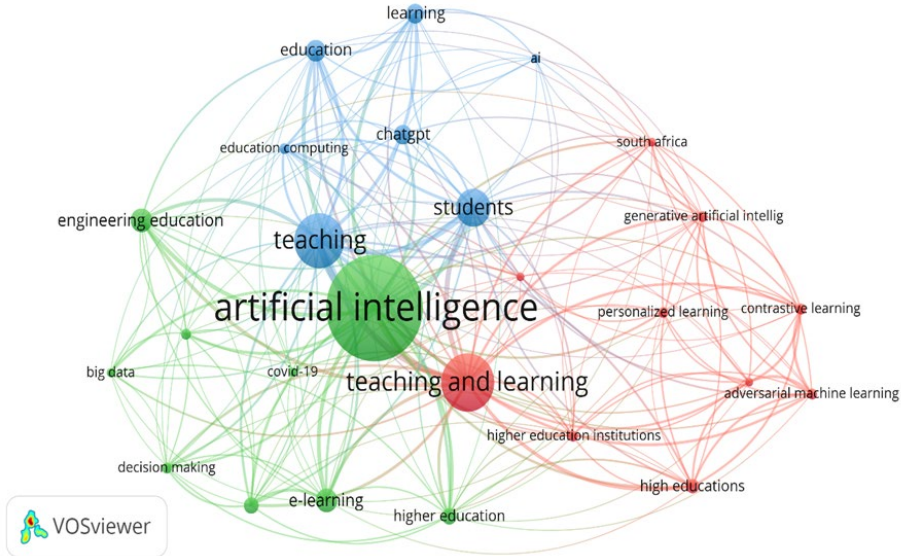 learning
education
ai
chatgpt
education computing
south africa
students
generative artificial intellig
engineering education
teaching
artificial intelligence
personalized learning
contrastive learning
big data
covid-19
teaching and learning
adversarial machine learning
higher education institutions
decision making
high educations
e-learning
higher education
VOSviewer